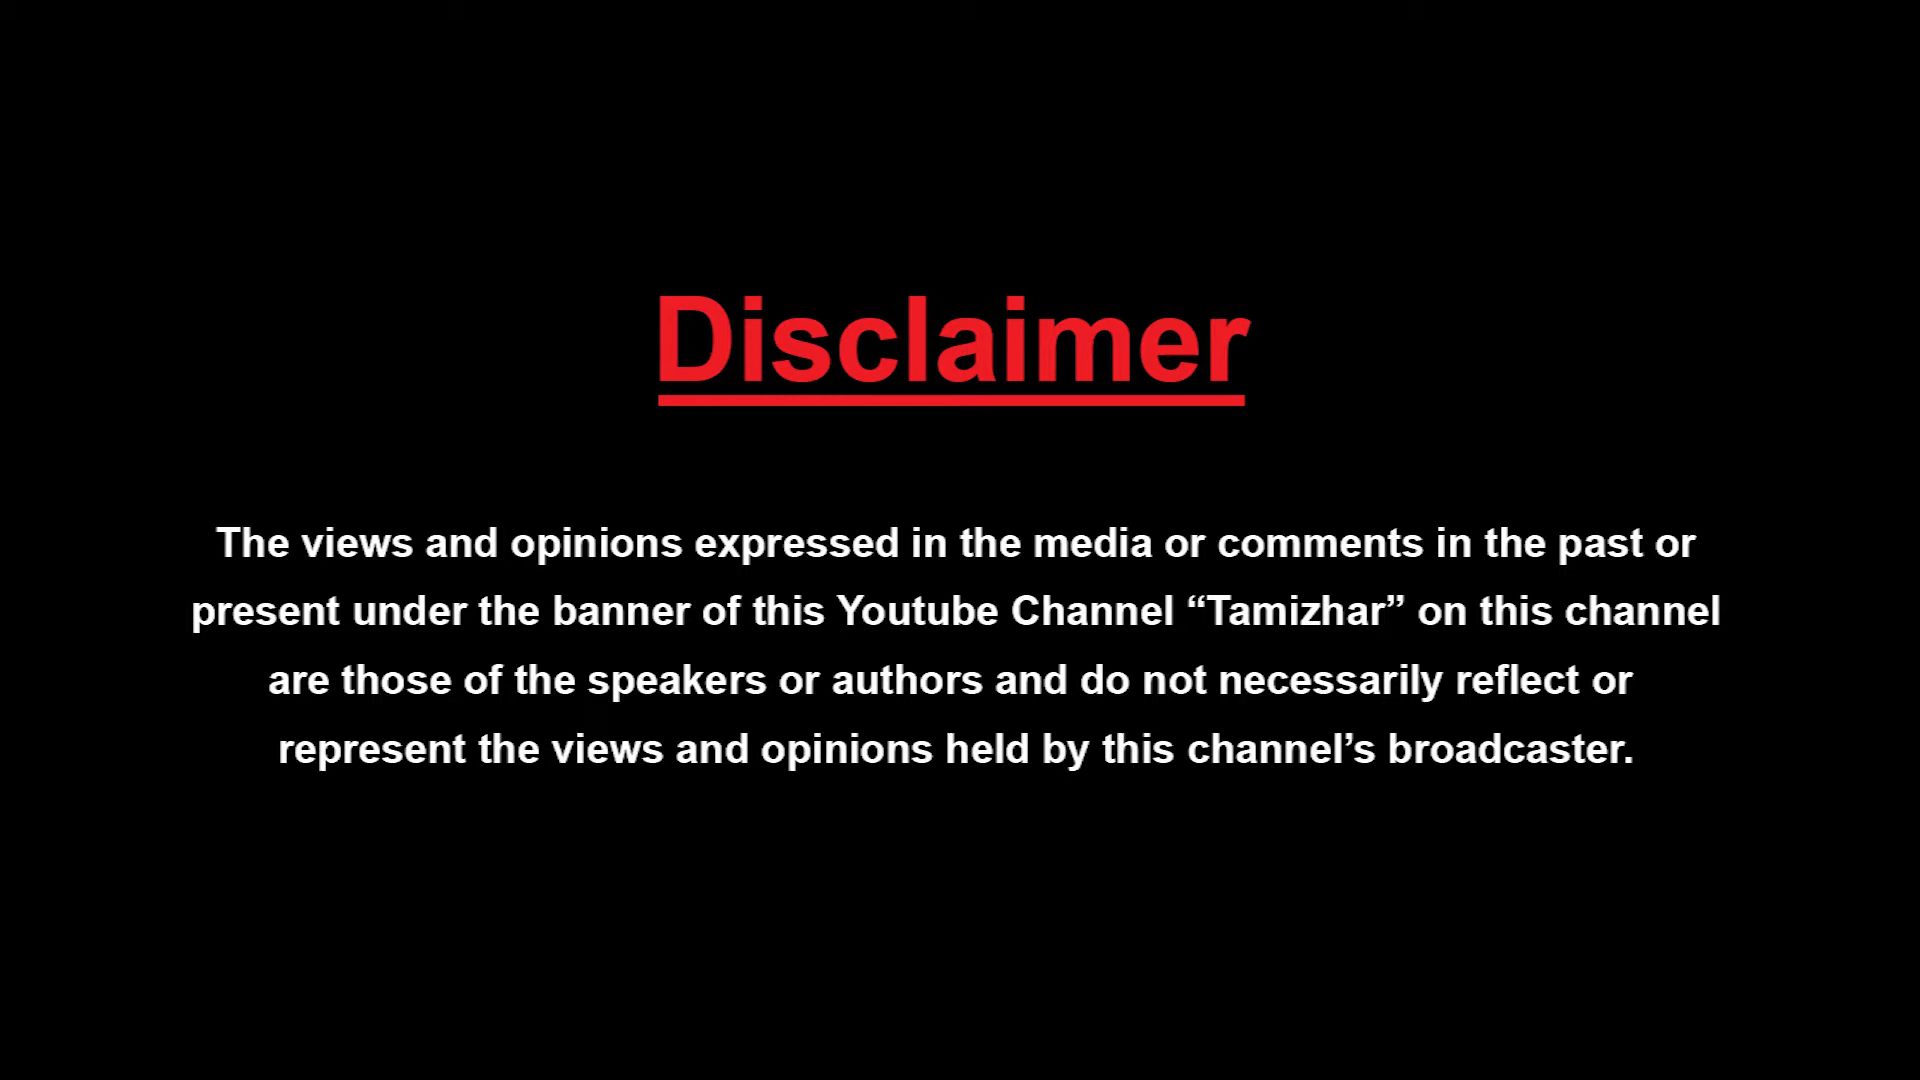 Disclaimer
The views and opinions expressed in the media or comments in the past or
present under the banner of this Youtube Channel “Tamizhar” on this channel
are those of the speakers or authors and do not necessarily reflect or
represent the views and opinions held by this channel’s broadcaster.